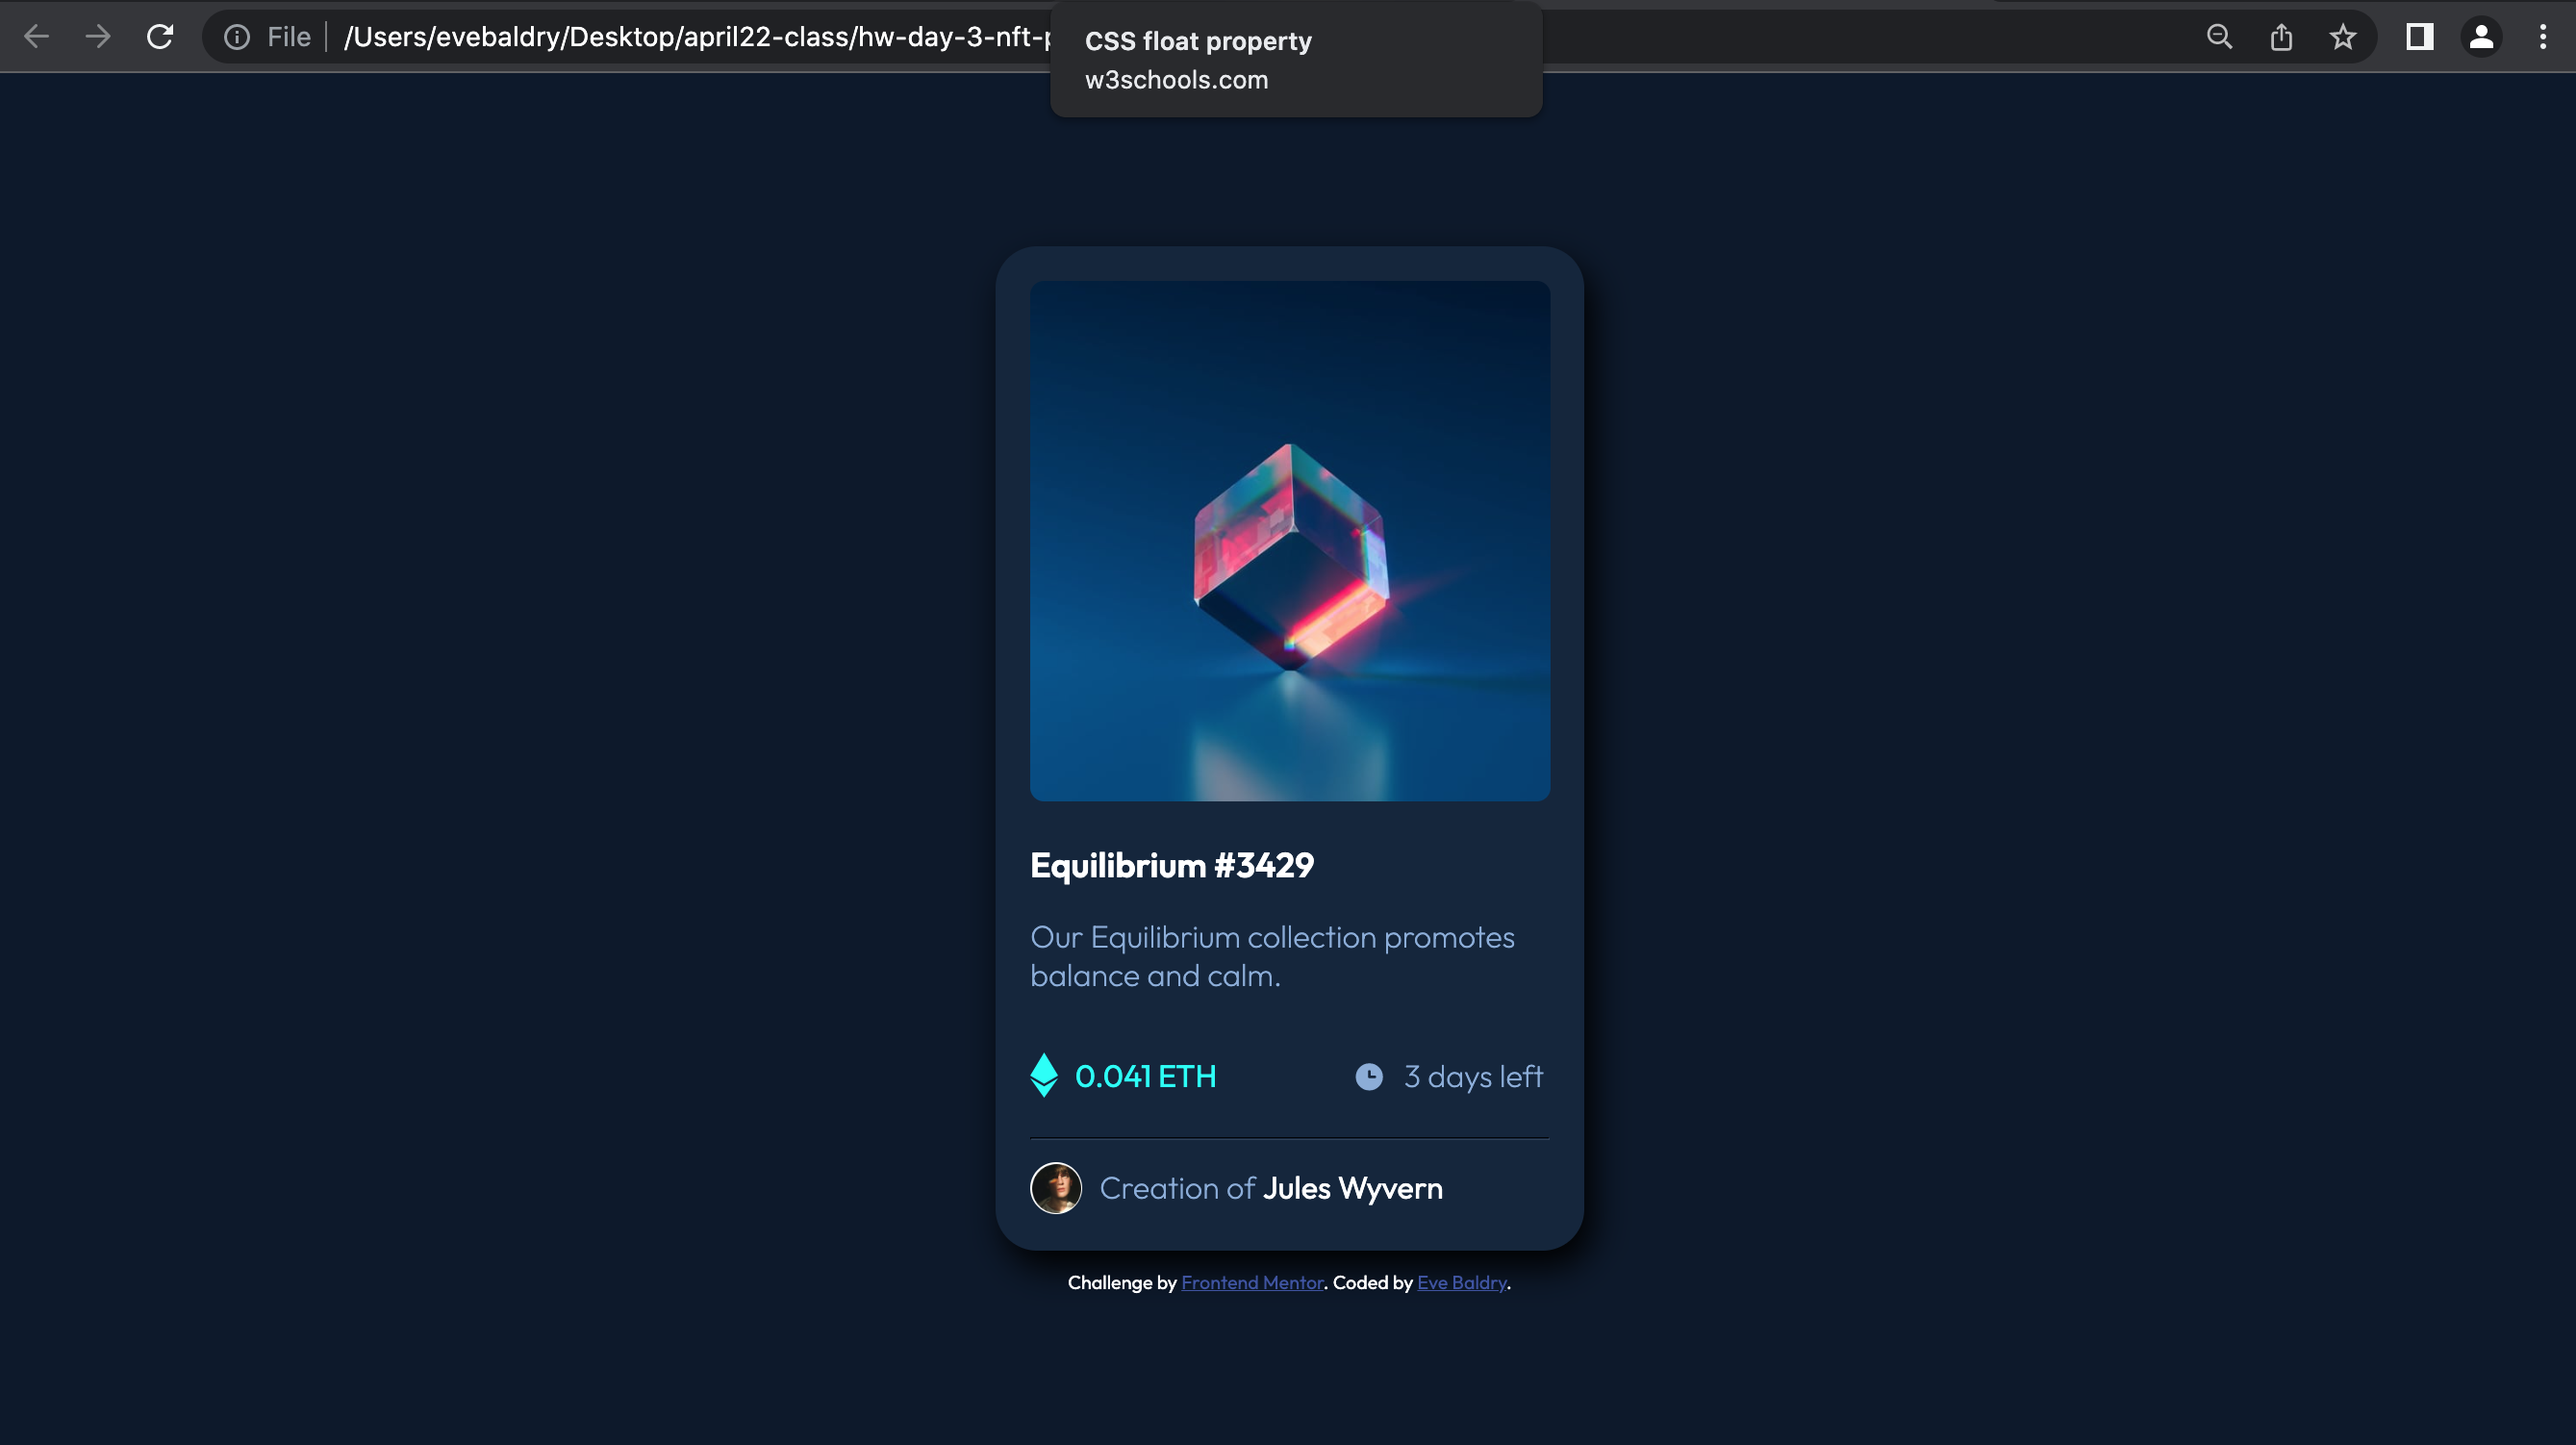 File
/Users/evebaldry/Desktop/april22-class/hw-day-3-nft-
CSS float property
w3schools.com
Equilibrium #3429
Our Equilibrium collection promotes
balance and calm.
0.041 ETH
3 days left
Creation of Jules Wyvern
Challenge by Frontend Mentor. Coded by Eve Baldry.